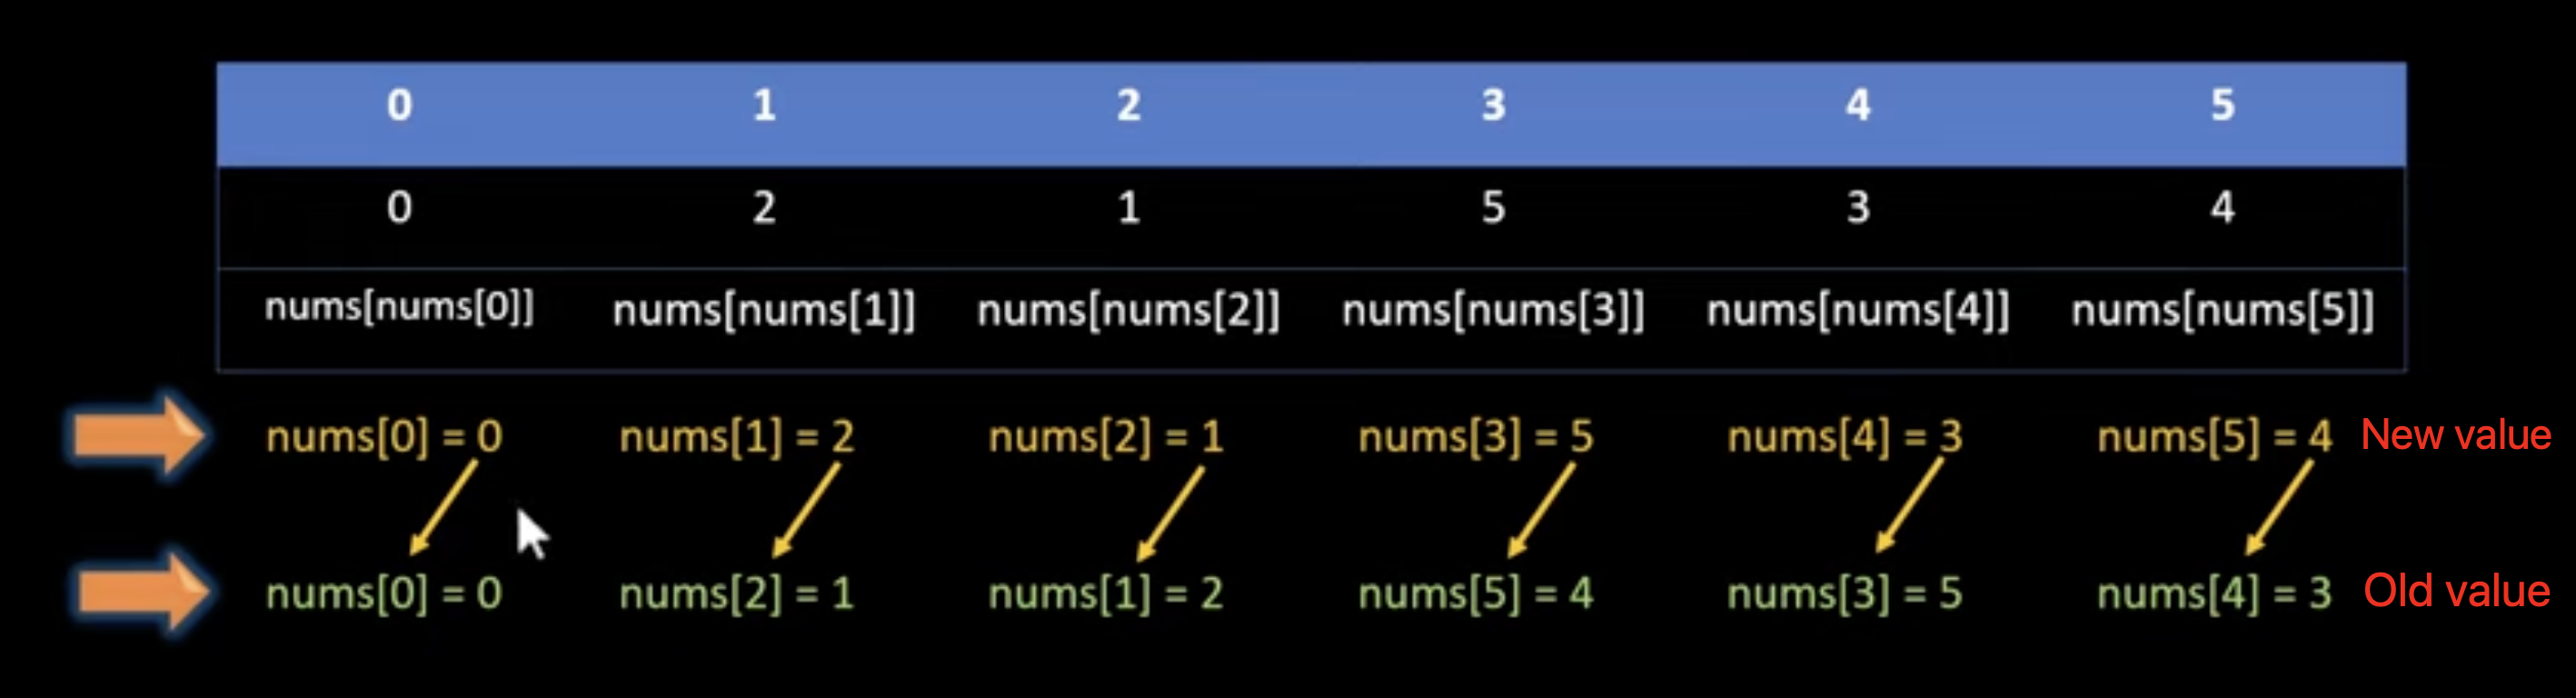 0 1 2 3 4 5
0 2 1 5 3 4
nums[nums[0]] nums[nums[1]] nums[nums[2]] nums[nums[3]] nums[nums[4]] nums[nums[5]]
nums[0] = 0 nums[1] = 2 nums[2] = 1 nums[3] = 5 nums[4] = 3 nums[5] = 4 New value
nums[0] = 0 nums[2] = 1 nums[1] = 2 nums[5] = 4 nums[3] = 5 nums[4] = 3 Old value